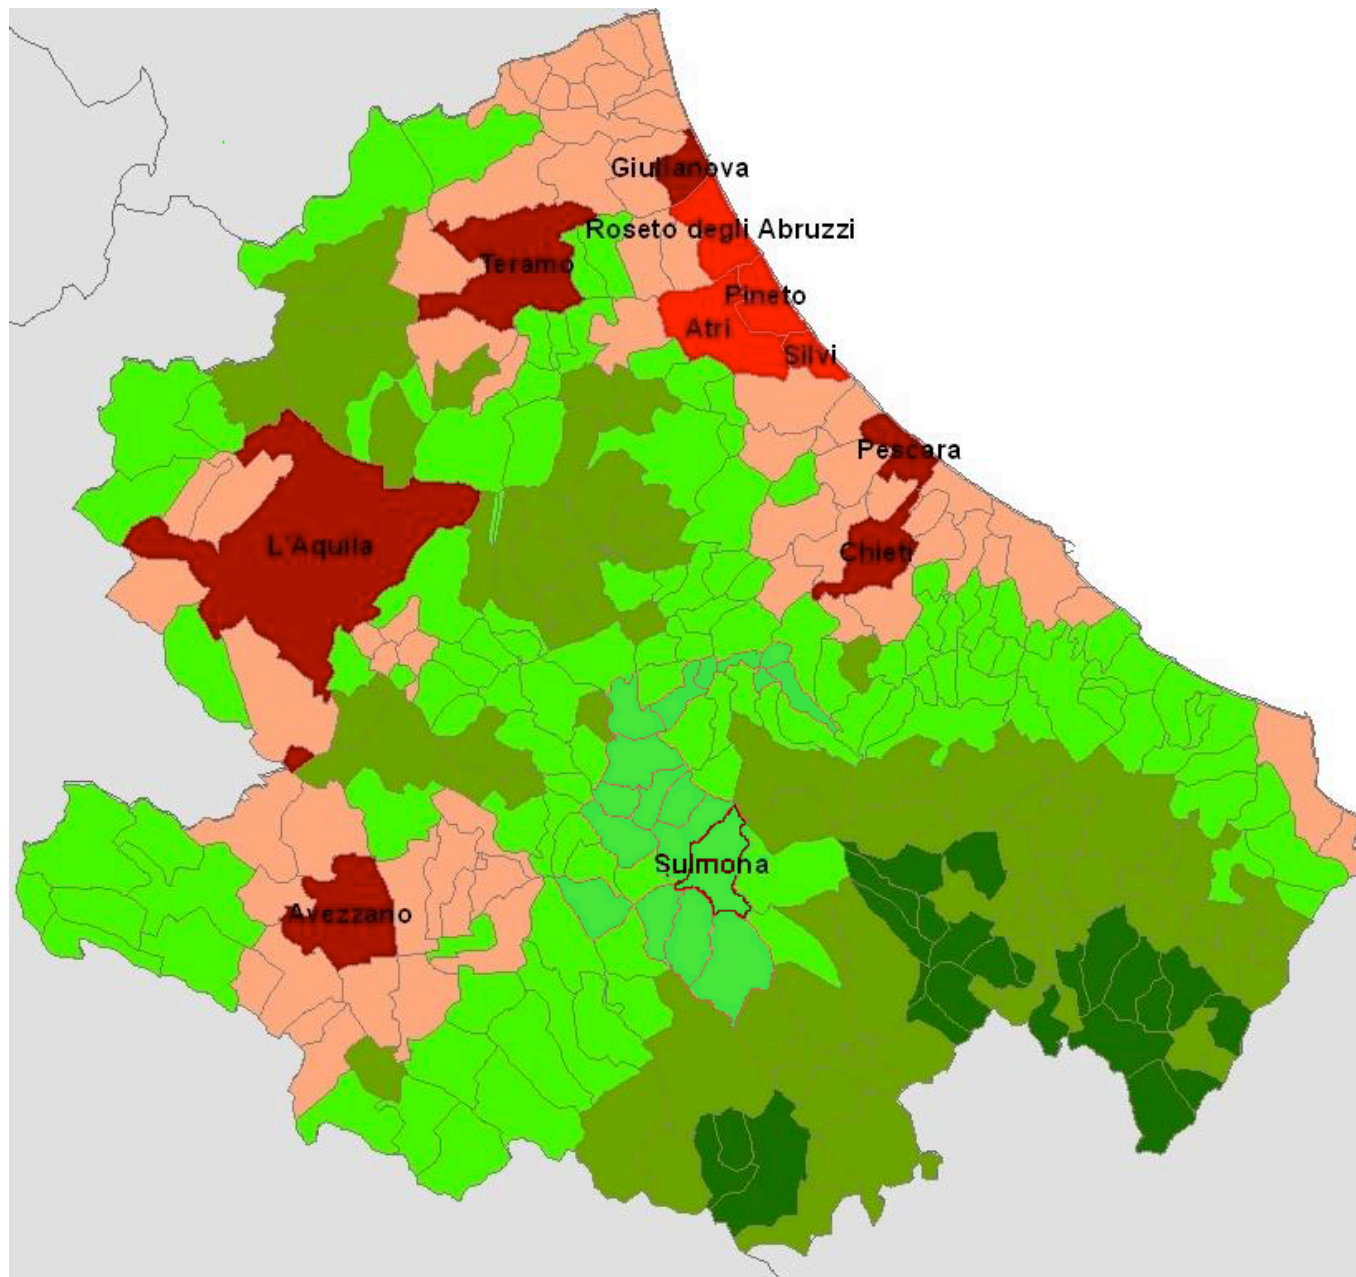 Giulianova
Roseto degli Abruzzi
Teramo
Pineto
Atri
Silvi
Pescara
L'Aquila
Chieti
Sulmona
Avezzano